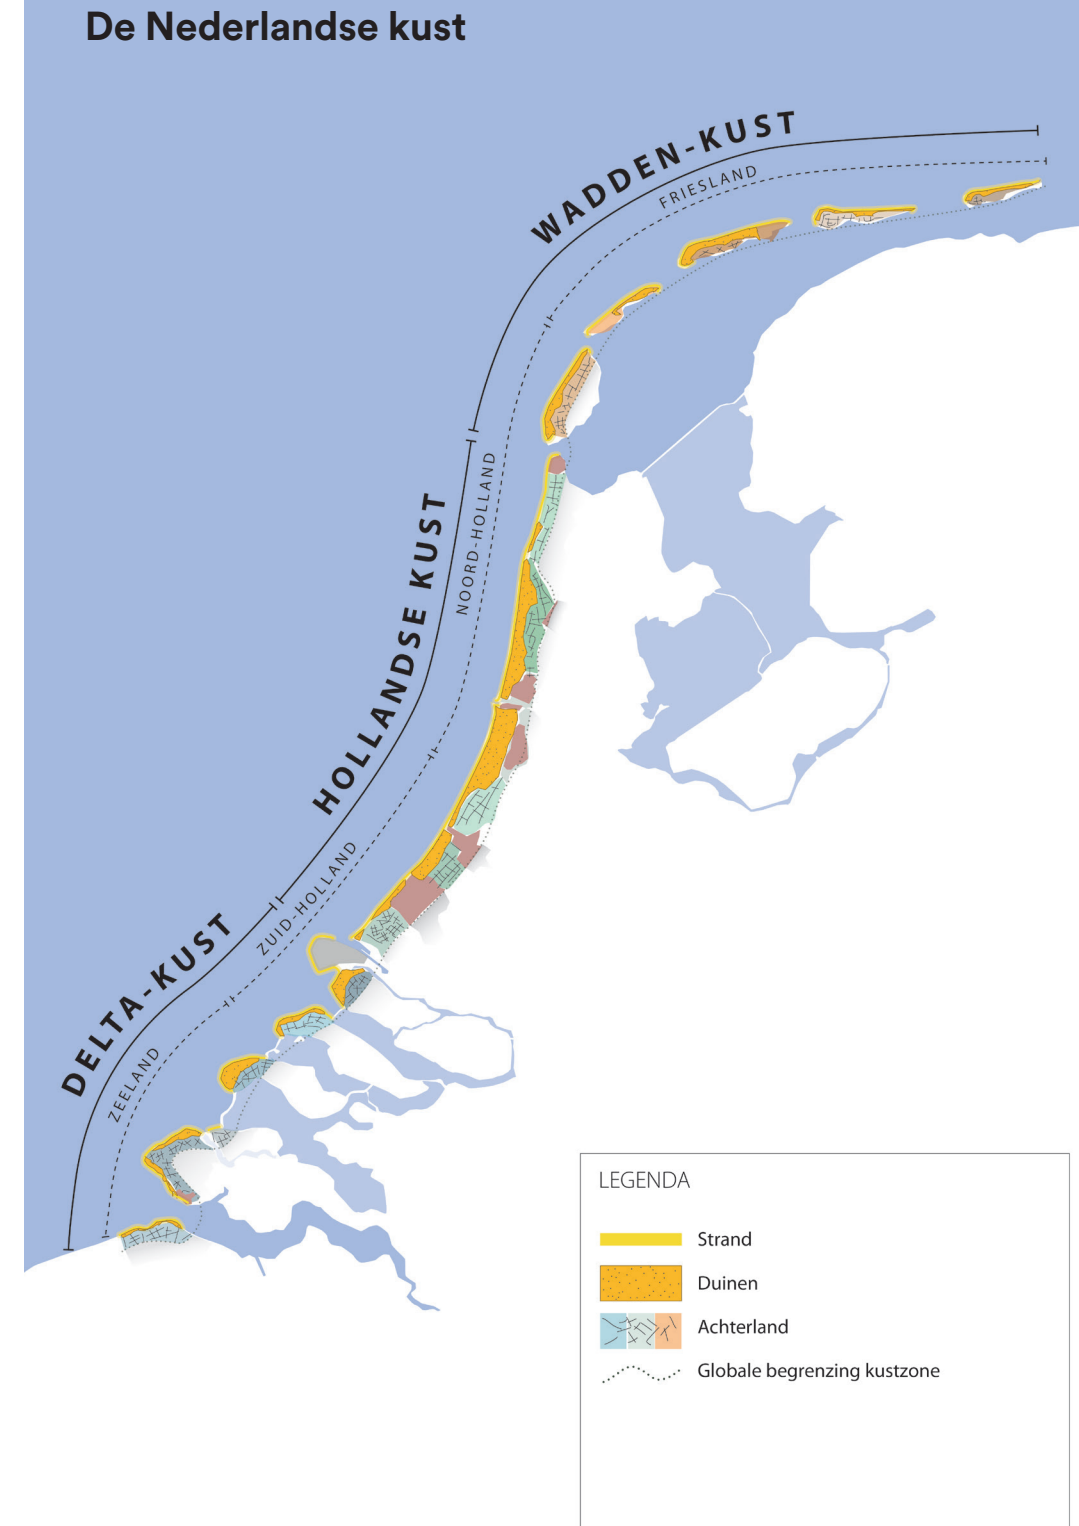 De Nederlandse kust
WADDEN-KUST
FRIESLAND
HOLLANDSE KUST
NOORD-HOLLAND
ZUID-HOLLAND
DELTA-KUST
ZEELAND
LEGENDA
Strand
Duinen
Achterland
Globale begrenzing kustzone